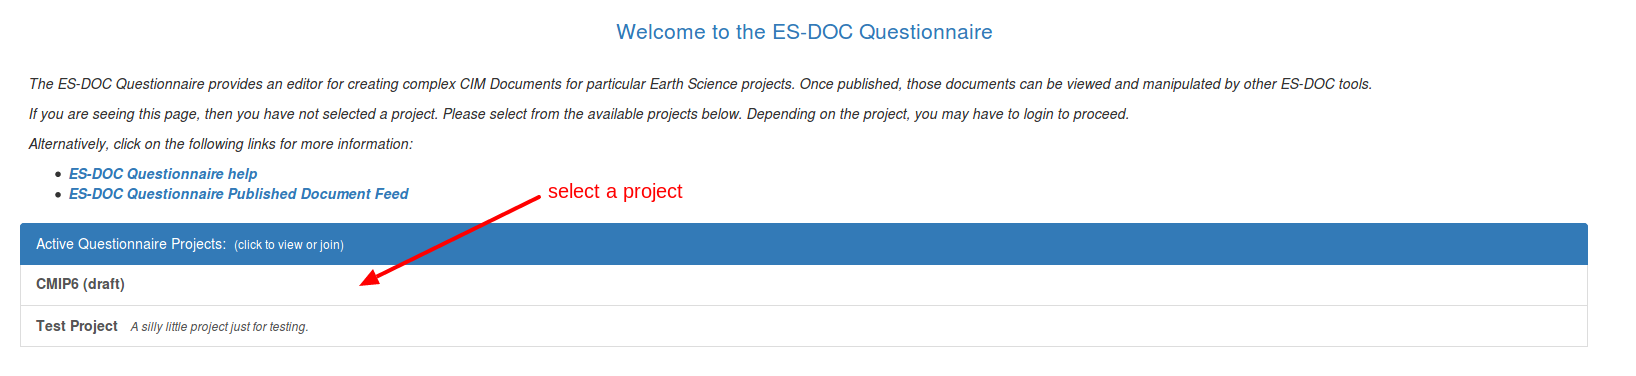 Welcome to the ES-DOC Questionnaire
The ES-DOC Questionnaire provides an editor for creating complex CIM Documents for particular Earth Science projects. Once published, those documents can be viewed and manipulated by other ES-DOC tools.
If you are seeing this page, then you have not selected a project. Please select from the available projects below. Depending on the project, you may have to login to proceed.
Alternatively, click on the following links for more information:
• ES-DOC Questionnaire help
• ES-DOC Questionnaire Published Document Feed
select a project
Active Questionnaire Projects: (click to view or join)
CMIP6 (draft)
Test Project A silly little project just for testing.